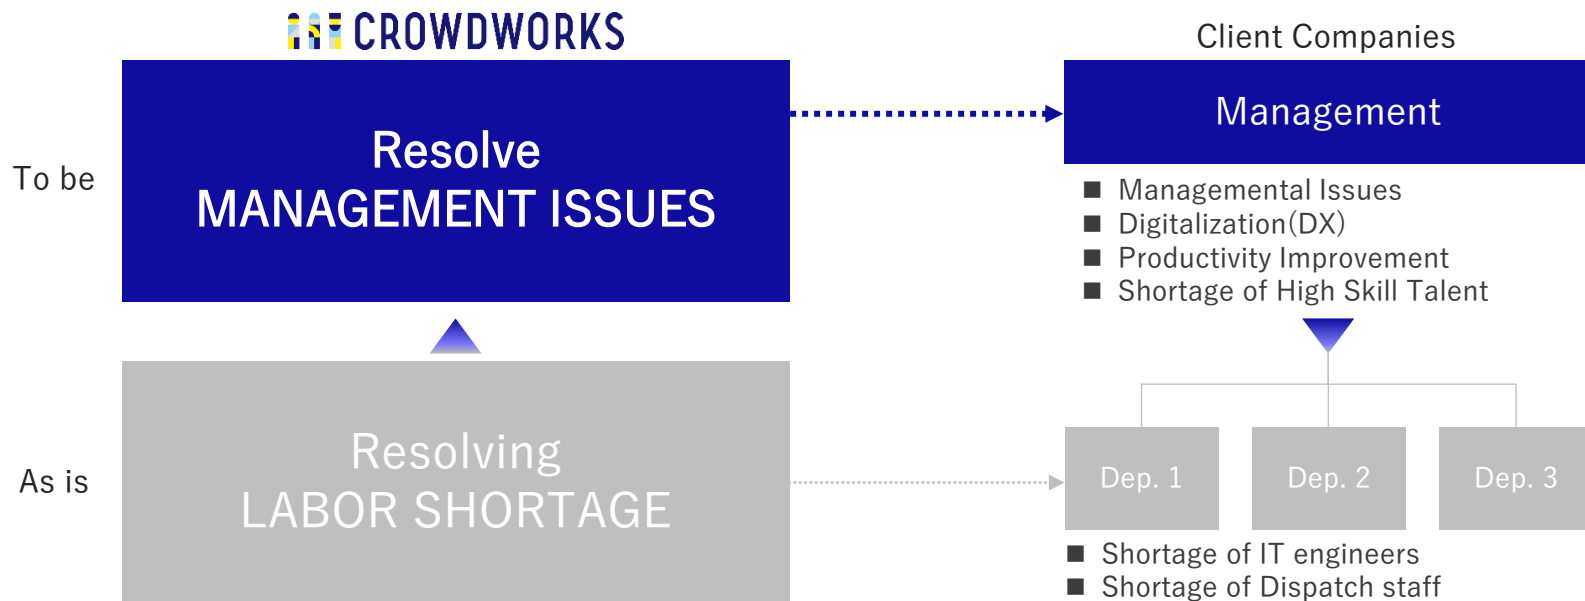 CROWDWORKS
Client Companies
To be
Resolve
MANAGEMENT ISSUES
Management
■ Managemental Issues
■ Digitalization(DX)
■ Productivity Improvement
■ Shortage of High Skill Talent
As is
Resolving
LABOR SHORTAGE
Dep. 1
Dep. 2
Dep. 3
■ Shortage of IT engineers
■ Shortage of Dispatch staff